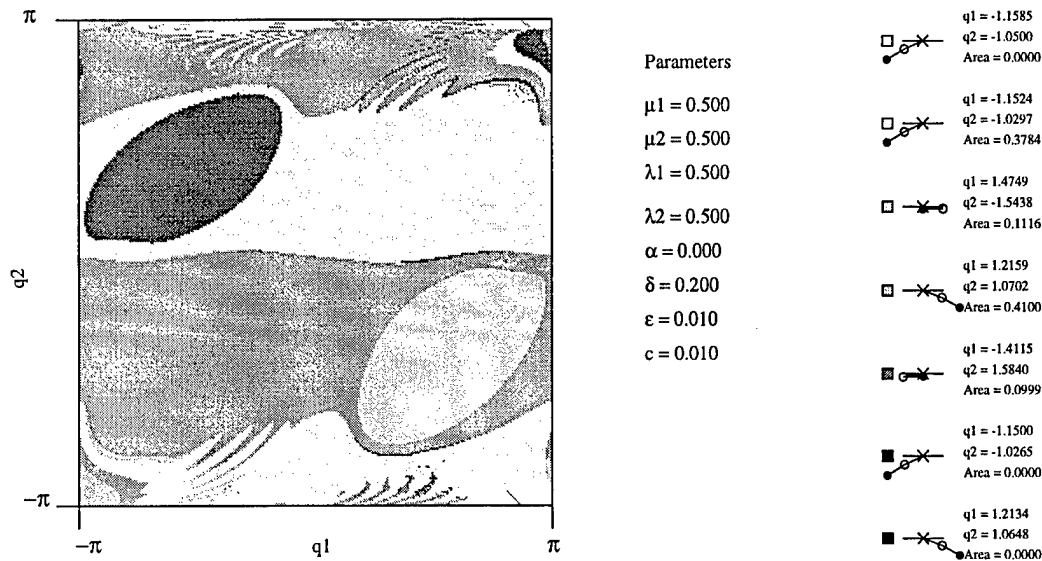 π
q2
−π
−π
q1
π
Parameters
μ1 = 0.500
μ2 = 0.500
λ1 = 0.500
λ2 = 0.500
α = 0.000
δ = 0.200
ε = 0.010
c = 0.010
q1 = -1.1585
q2 = -1.0500
Area = 0.0000
q1 = -1.1524
q2 = -1.0297
Area = 0.3784
q1 = 1.4749
q2 = -1.5438
Area = 0.1116
q1 = 1.2159
q2 = 1.0702
Area = 0.4100
q1 = -1.4115
q2 = 1.5840
Area = 0.0999
q1 = -1.1500
q2 = -1.0265
Area = 0.0000
q1 = 1.2134
q2 = 1.0648
Area = 0.0000